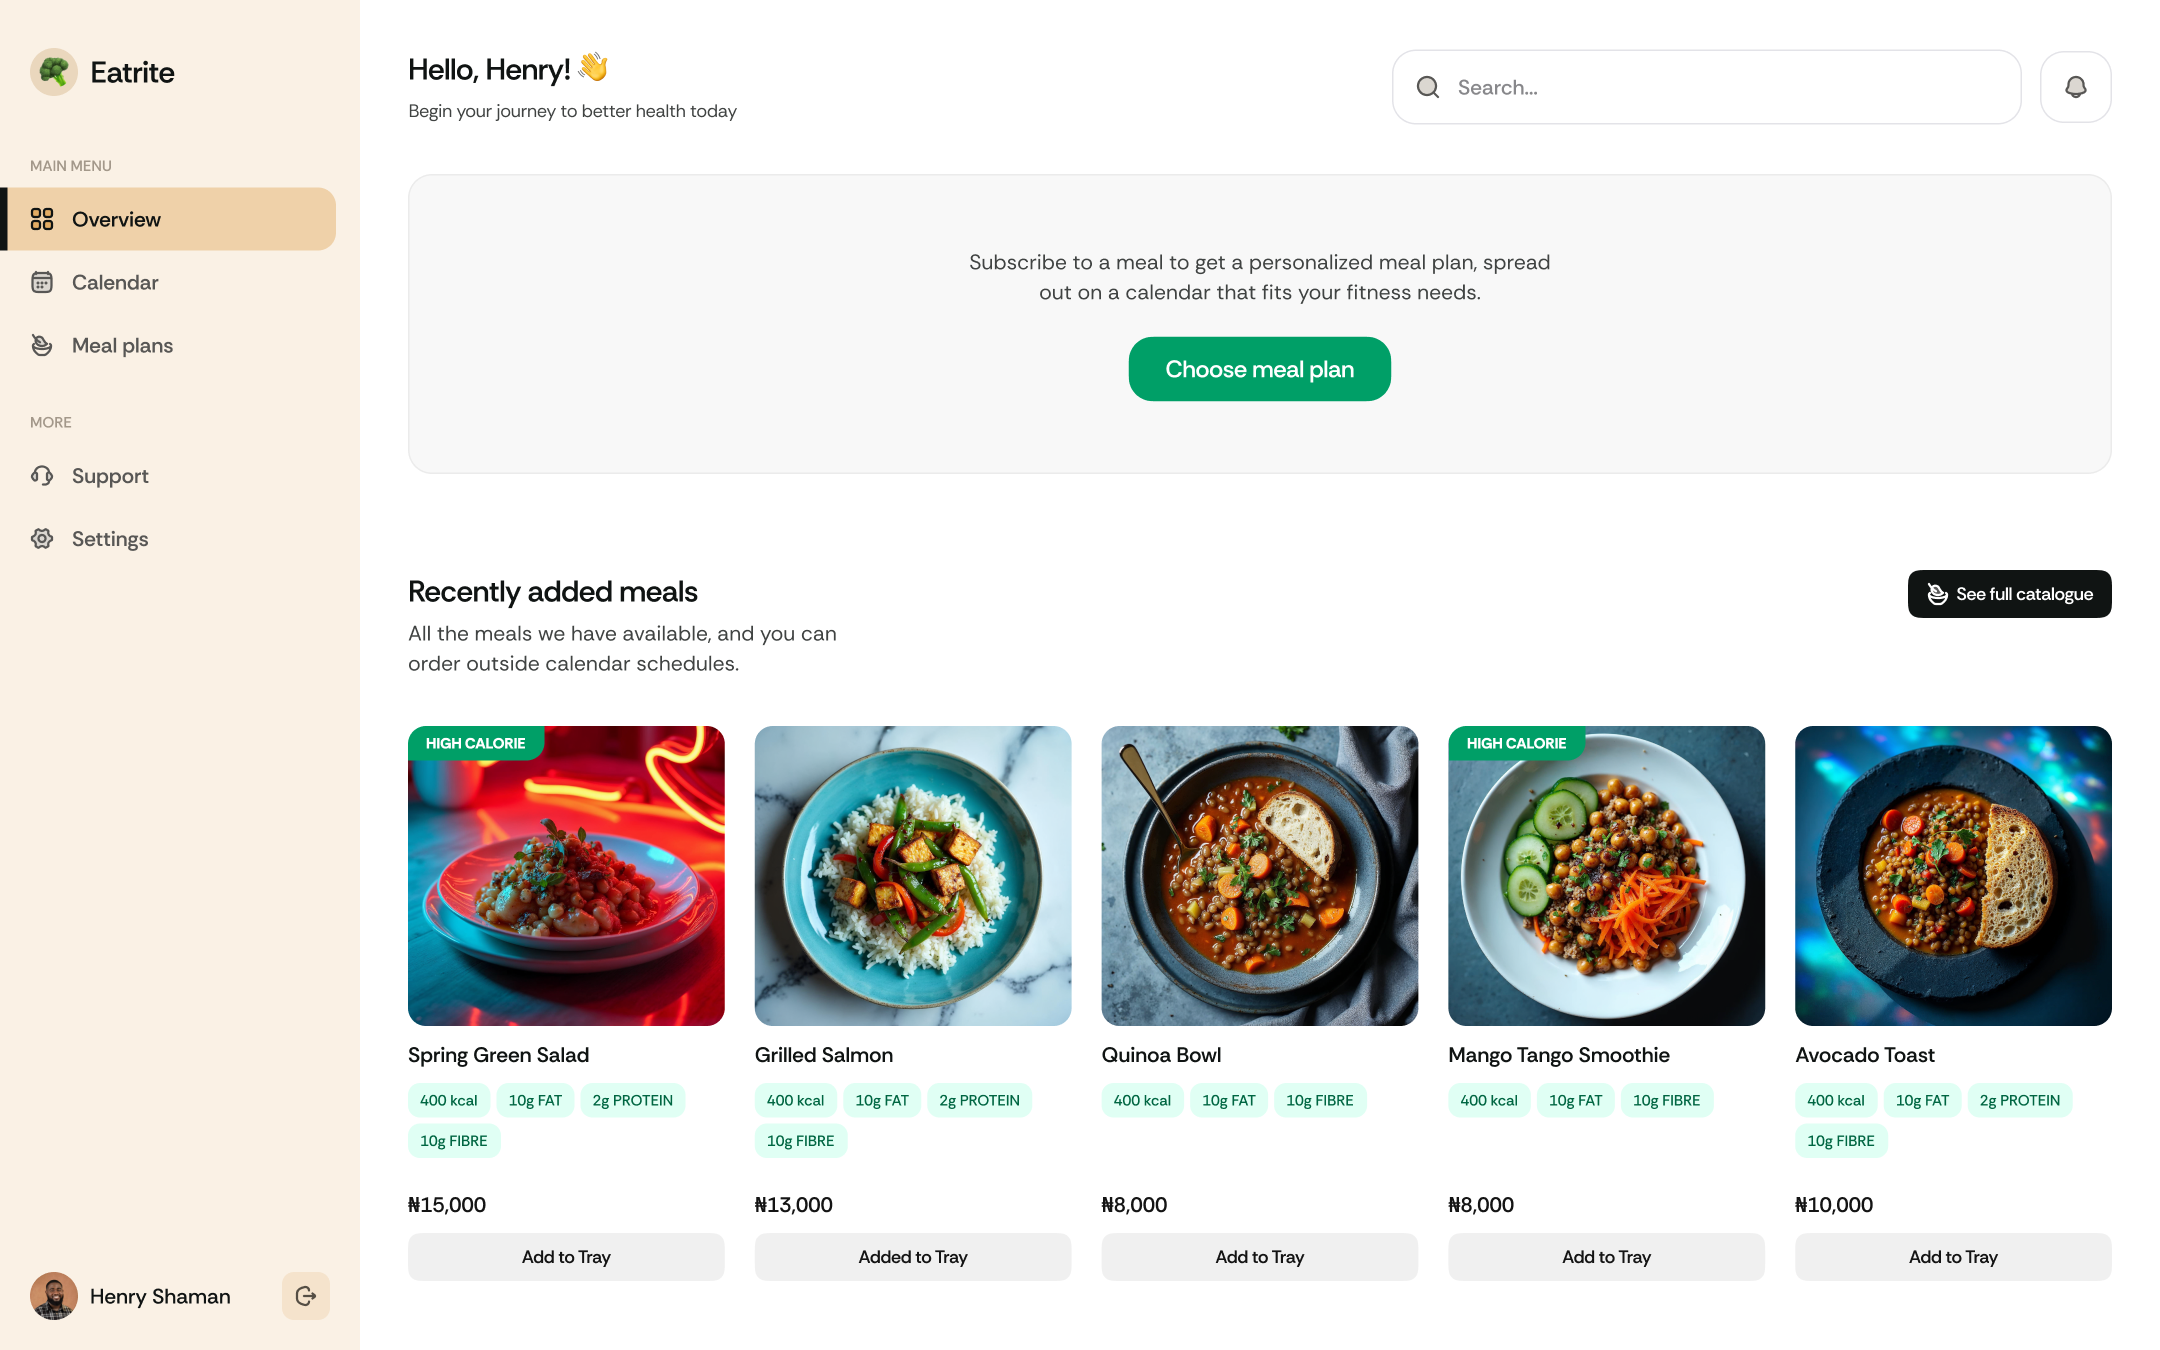 Eatrite
MAIN MENU
Overview
Calendar
Meal plans
MORE
Support
Settings
Henry Shaman
Hello, Henry! 👋
Begin your journey to better health today
Search...
Subscribe to a meal to get a personalized meal plan, spread
out on a calendar that fits your fitness needs.
Choose meal plan
Recently added meals
All the meals we have available, and you can
order outside calendar schedules.
See full catalogue
HIGH CALORIE
Spring Green Salad
400 kcal 10g FAT 2g PROTEIN
10g FIBRE
₦15,000
Add to Tray
Grilled Salmon
400 kcal 10g FAT 2g PROTEIN
10g FIBRE
₦13,000
Added to Tray
Quinoa Bowl
400 kcal 10g FAT 10g FIBRE
₦8,000
Add to Tray
HIGH CALORIE
Mango Tango Smoothie
400 kcal 10g FAT 10g FIBRE
₦8,000
Add to Tray
Avocado Toast
400 kcal 10g FAT 2g PROTEIN
10g FIBRE
₦10,000
Add to Tray